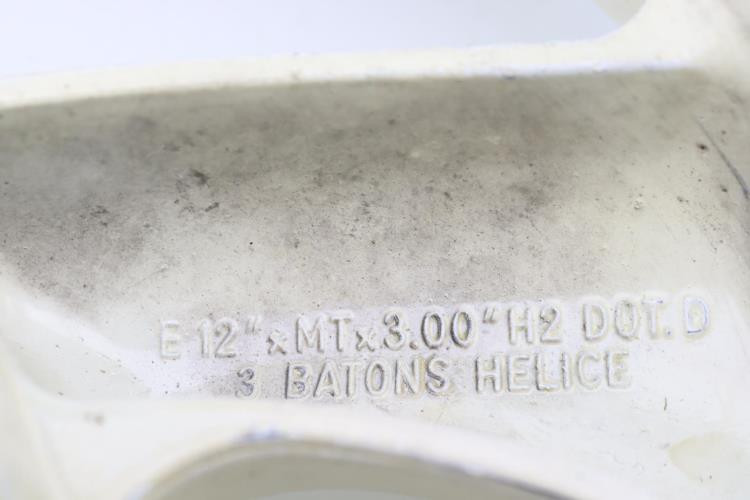 E 12" x MT x 3.00" H2 DOT. D
3 BATONS HELICE